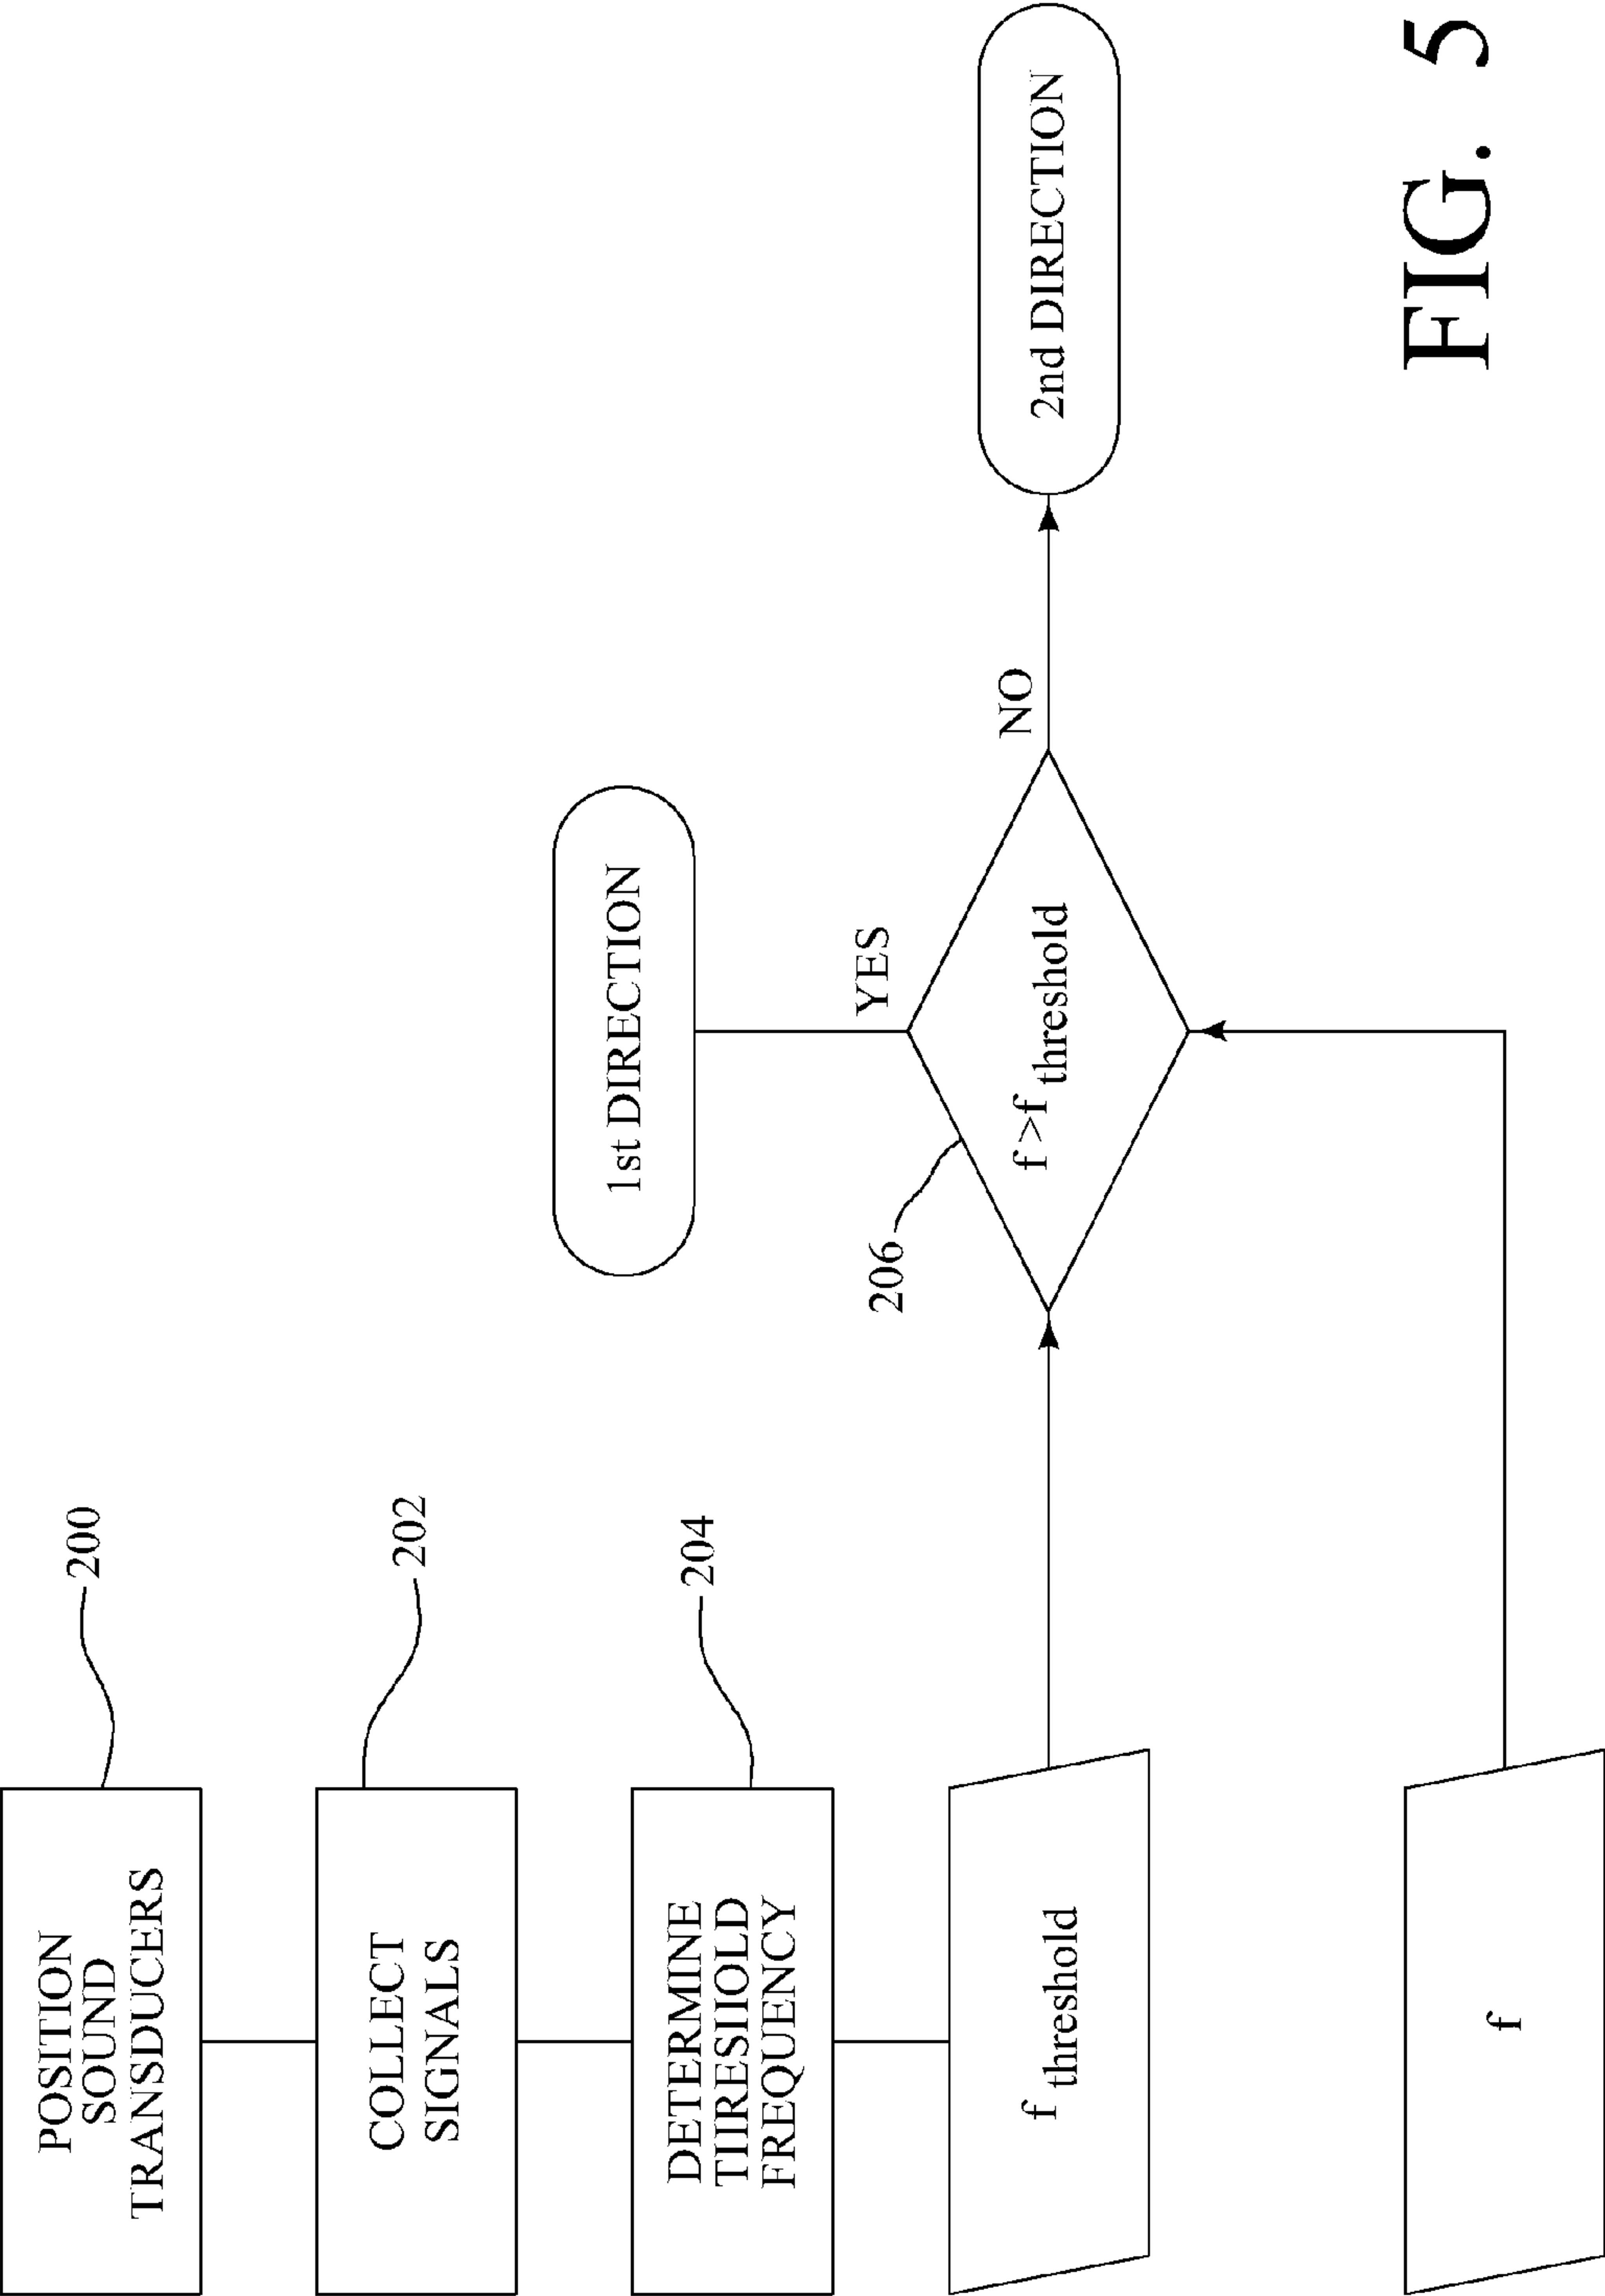 POSITION
SOUND
TRANSDUCERS
200
COLLECT
SIGNALS
202
DETERMINE
THRESHOLD
FREQUENCY
204
f threshold
f
206
f >f threshold
YES
1st DIRECTION
NO
2nd DIRECTION
FIG. 5